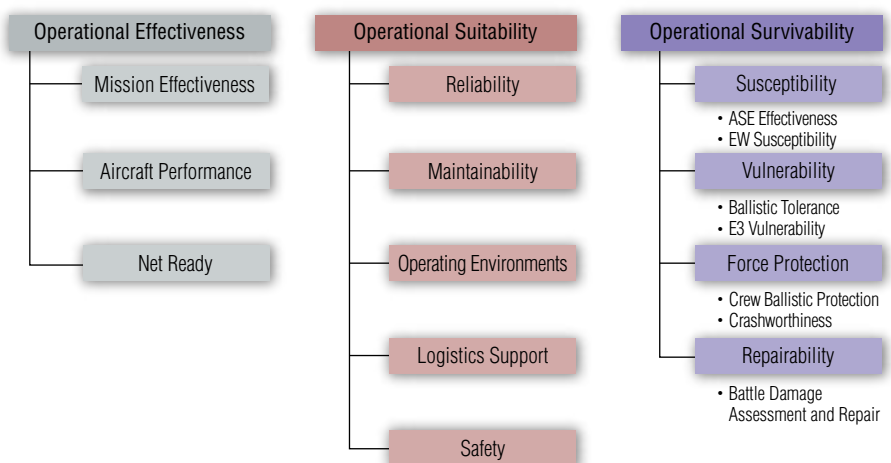 Operational Effectiveness
Mission Effectiveness
Aircraft Performance
Net Ready
Operational Suitability
Reliability
Maintainability
Operating Environments
Logistics Support
Safety
Operational Survivability
Susceptibility
• ASE Effectiveness
• EW Susceptibility
Vulnerability
• Ballistic Tolerance
• E3 Vulnerability
Force Protection
• Crew Ballistic Protection
• Crashworthiness
Repairability
• Battle Damage
Assessment and Repair